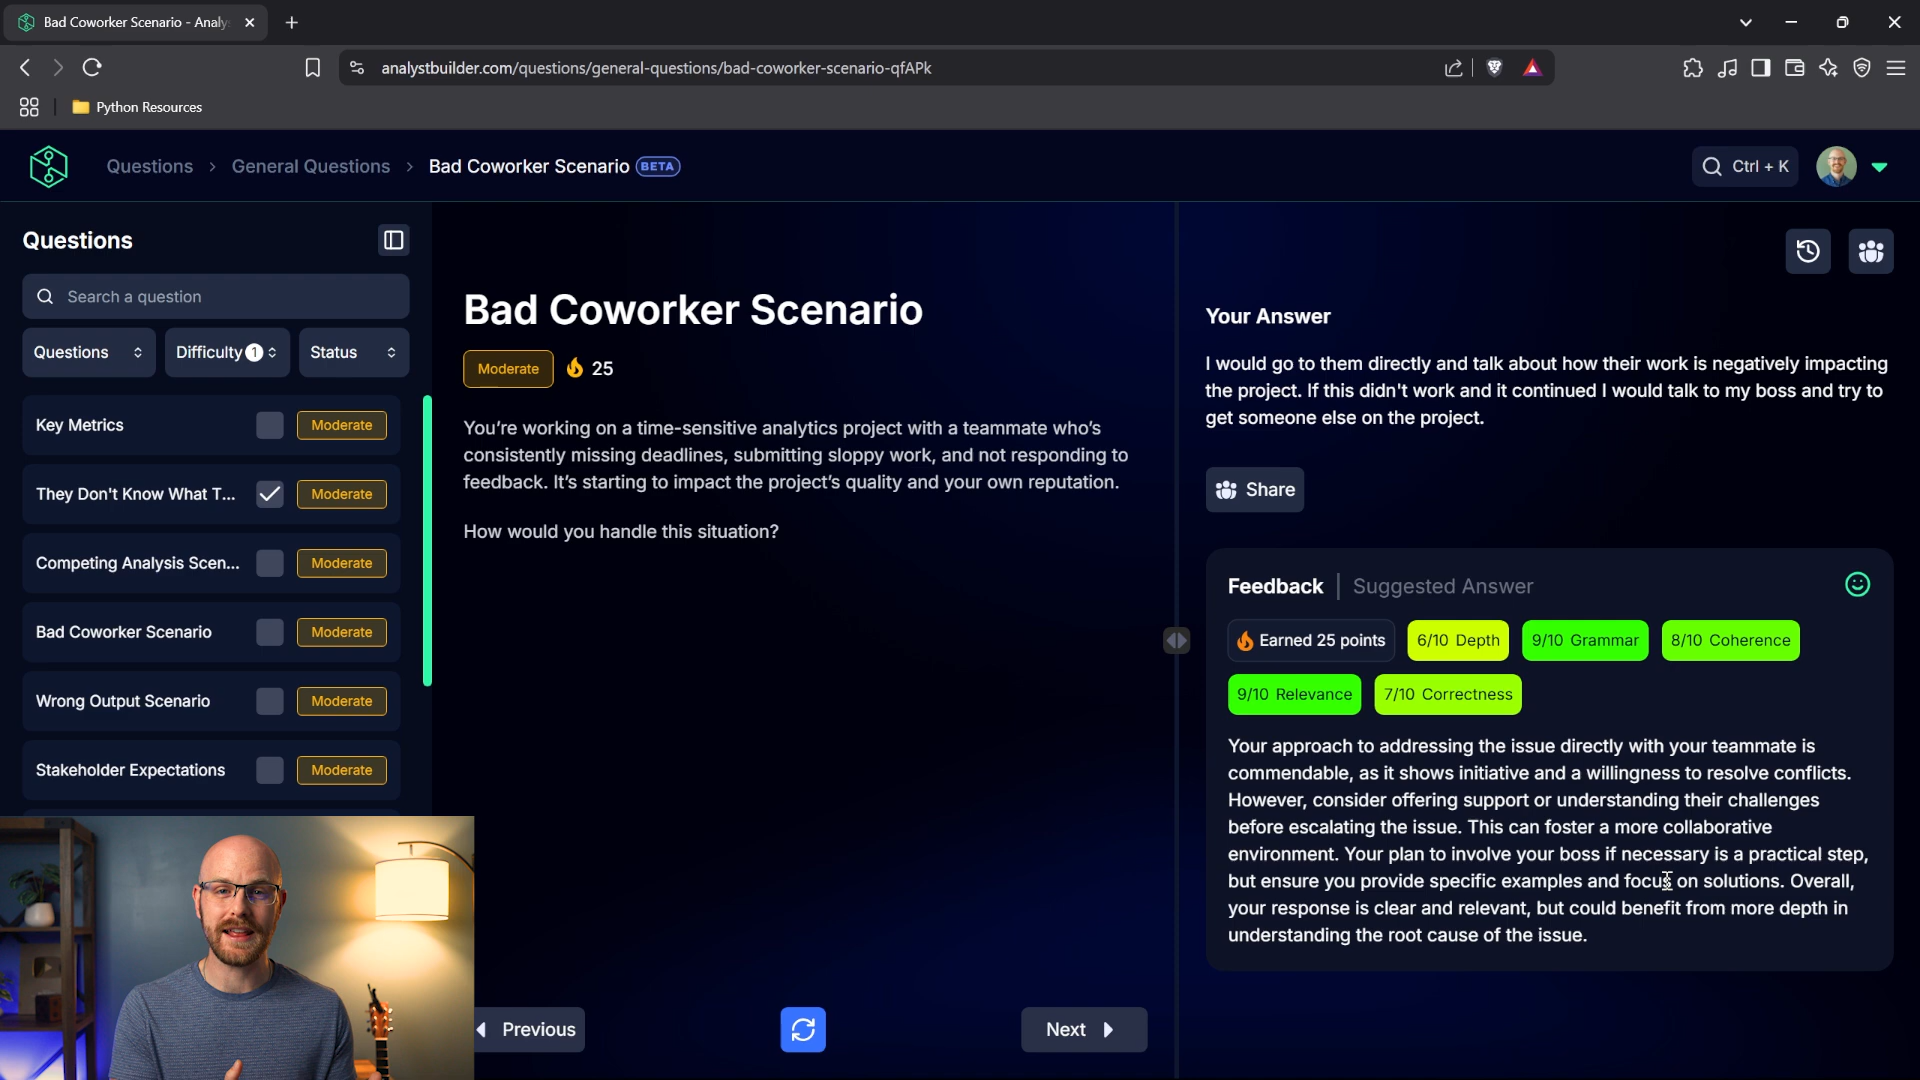 Bad Coworker Scenario - Analy
analystbuilder.com/questions/general-questions/bad-coworker-scenario-qfAPk
Python Resources
Questions > General Questions > Bad Coworker Scenario BETA
Ctrl + K
Questions
Search a question
Questions
Difficulty 1
Status
Key Metrics Moderate
They Don't Know What T... Moderate
Competing Analysis Scen... Moderate
Bad Coworker Scenario Moderate
Wrong Output Scenario Moderate
Stakeholder Expectations Moderate
Bad Coworker Scenario
Moderate 25
You're working on a time-sensitive analytics project with a teammate who's
consistently missing deadlines, submitting sloppy work, and not responding to
feedback. It's starting to impact the project's quality and your own reputation.
How would you handle this situation?
Previous
Next
Your Answer
I would go to them directly and talk about how their work is negatively impacting
the project. If this didn't work and it continued I would talk to my boss and try to
get someone else on the project.
Share
Feedback | Suggested Answer
Earned 25 points 6/10 Depth 9/10 Grammar 8/10 Coherence
9/10 Relevance 7/10 Correctness
Your approach to addressing the issue directly with your teammate is
commendable, as it shows initiative and a willingness to resolve conflicts.
However, consider offering support or understanding their challenges
before escalating the issue. This can foster a more collaborative
environment. Your plan to involve your boss if necessary is a practical step,
but ensure you provide specific examples and focus on solutions. Overall,
your response is clear and relevant, but could benefit from more depth in
understanding the root cause of the issue.